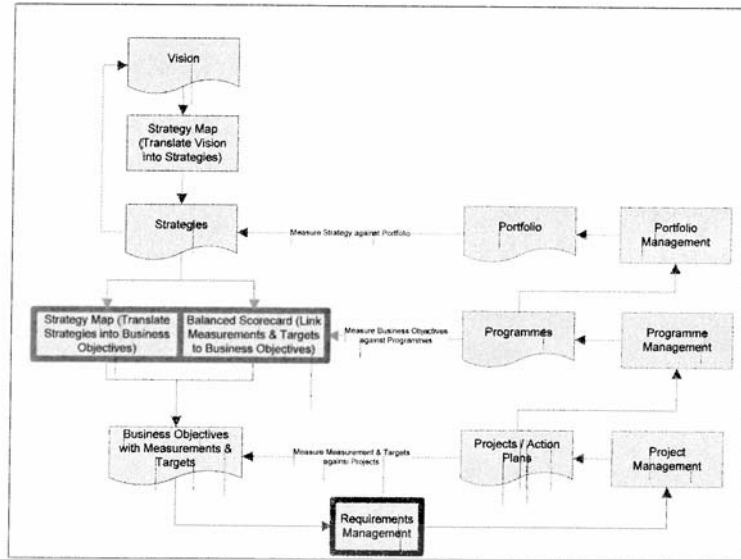 Vision
Strategy Map
(Translate Vision
into Strategies)
Strategies
Measure Strategy against Portfolio
Portfolio
Portfolio
Management
Strategy Map (Translate
Strategies into Business
Objectives)
Balanced Scorecard (Link
Measurements & Targets
to Business Objectives)
Measure Business Objectives
against Programmes
Programmes
Programme
Management
Business Objectives
with Measurements &
Targets
Measure Measurement & Targets
against Projects
Projects / Action
Plans
Project
Management
Requirements
Management